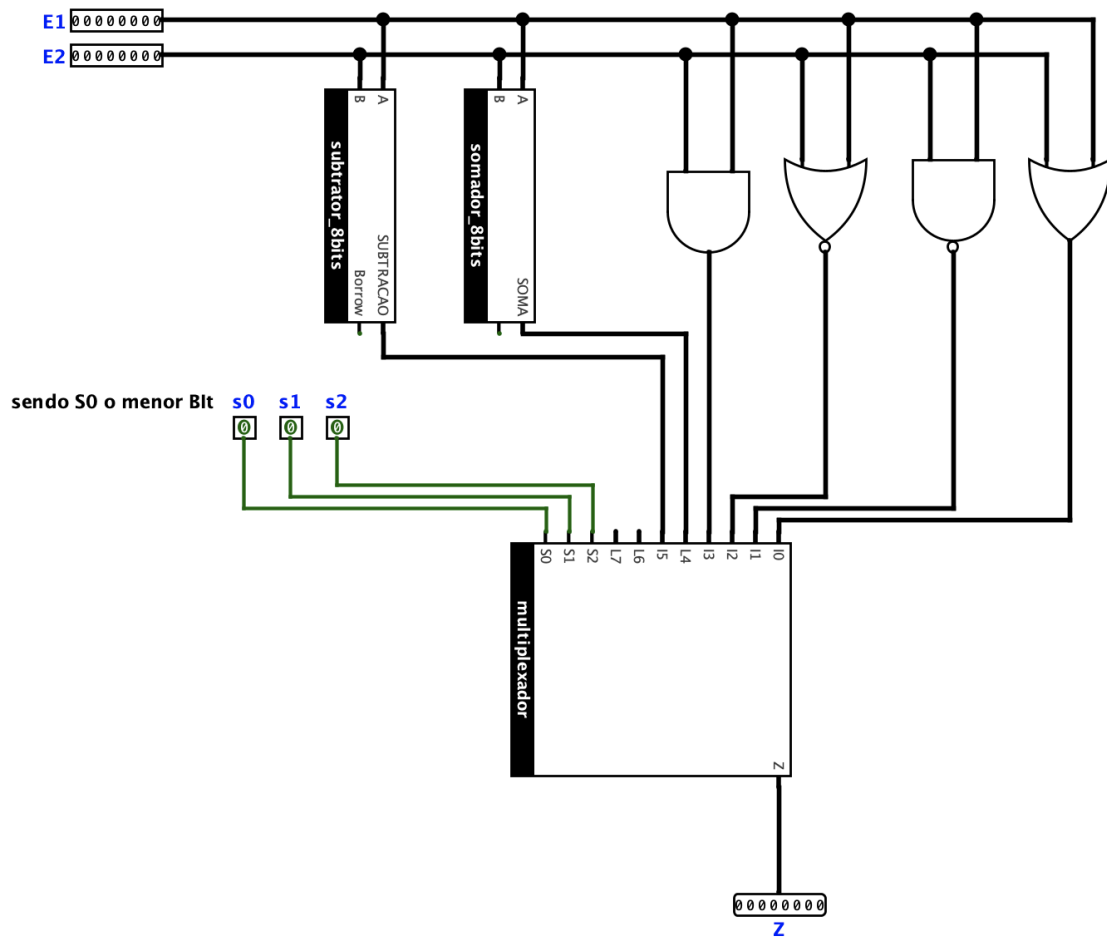 E1 00000000
E2 00000000
B A
subtrator_8bits
Borrow SUBTRACAO
B A
somador_8bits
SOMA
sendo S0 o menor BIt s0 s1 s2
0 0 0
S0 S1 S2 L7 L6 I5 L4 I3 I2 I1 I0
multiplexador
Z
00000000
Z